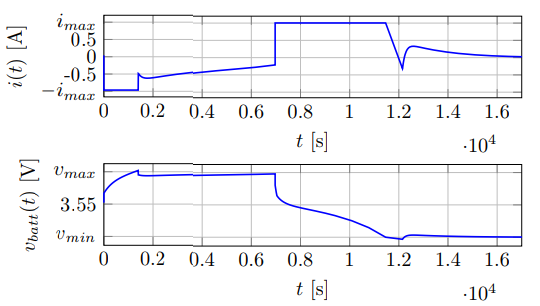 i_max
0.5
0
-0.5
−i_max
i(t) [A]
0 0.2 0.4 0.6 0.8 1 1.2 1.4 1.6
t [s]
·10^4
v_max
3.55
v_min
v_batt(t) [V]
0 0.2 0.4 0.6 0.8 1 1.2 1.4 1.6
t [s]
·10^4